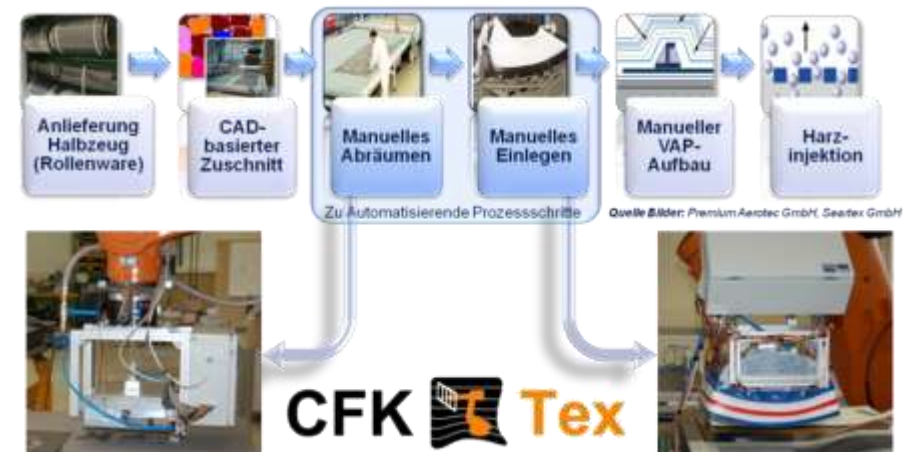 Anlieferung
Halbzeug
(Rollenware)
CAD-
basierter
Zuschnitt
Manuelles
Abräumen
Manuelles
Einlegen
Manueller
VAP-
Aufbau
Harz-
injektion
Zu Automatisierende Prozessschritte
Quelle Bilder: Premium Aerotec GmbH, Seartex GmbH
CFK Tex